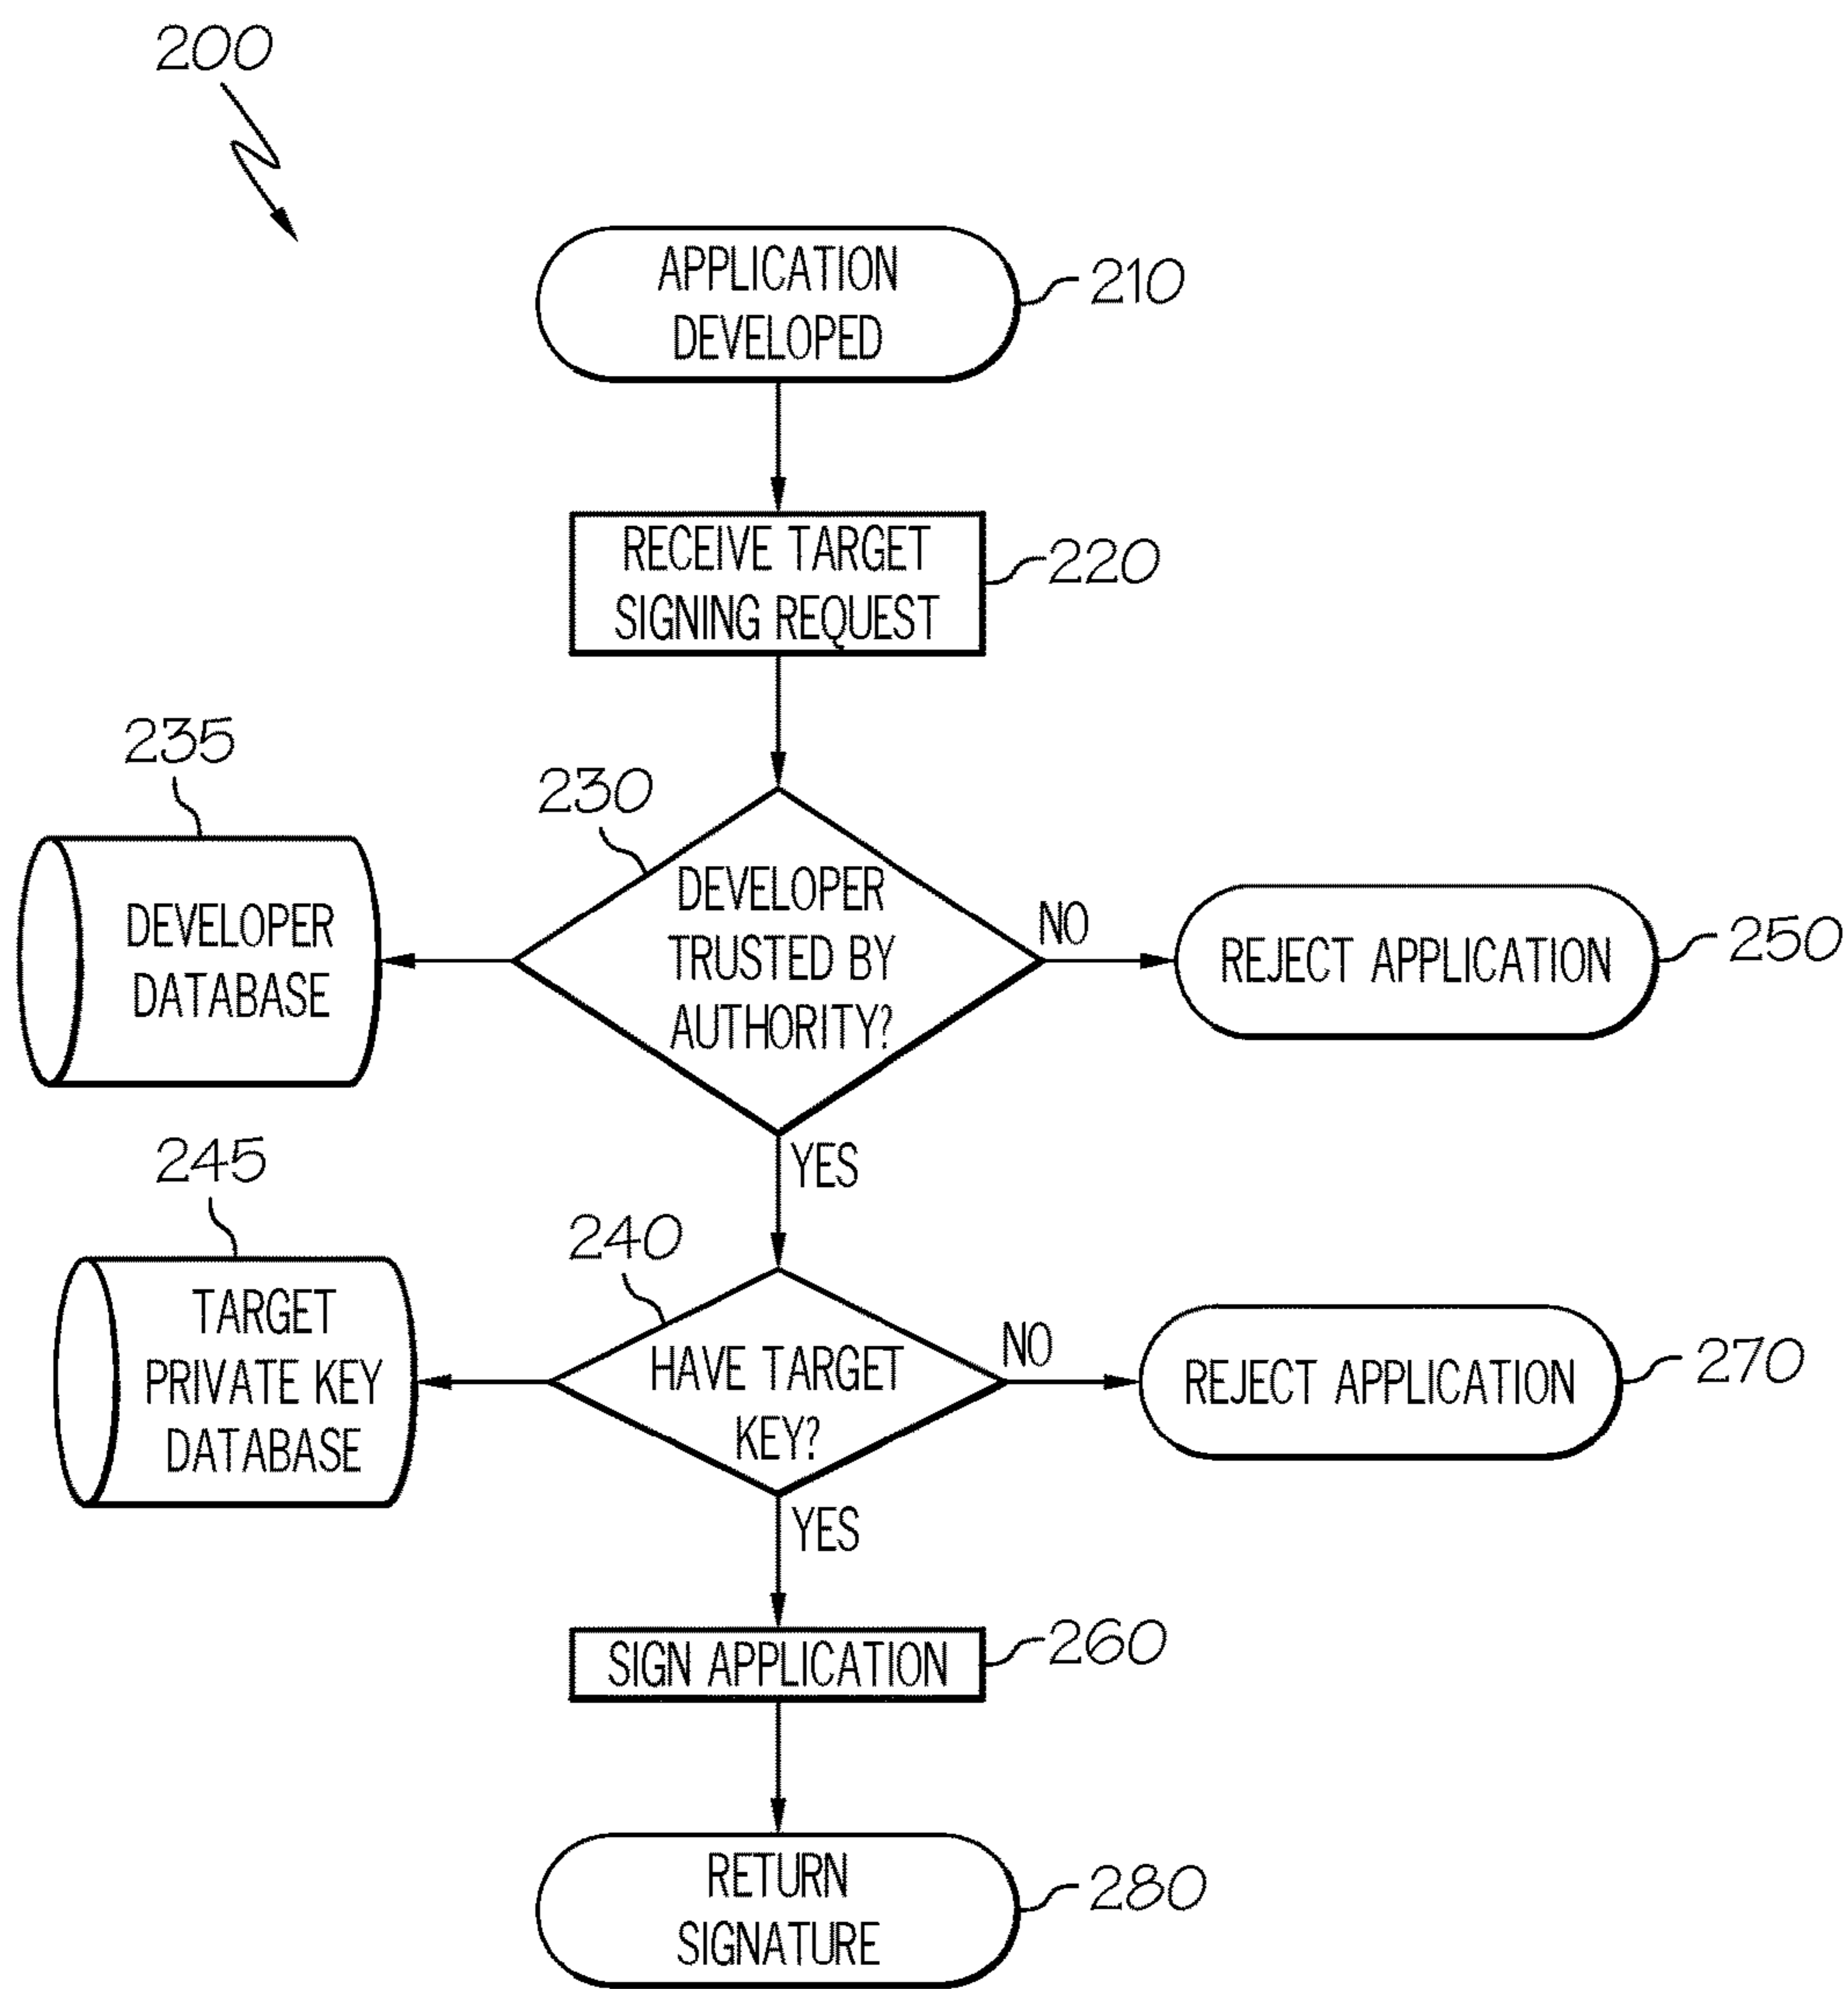 200
APPLICATION
DEVELOPED
210
RECEIVE TARGET
SIGNING REQUEST
220
235
230
DEVELOPER
DATABASE
DEVELOPER
TRUSTED BY
AUTHORITY?
NO
REJECT APPLICATION
250
YES
245
240
TARGET
PRIVATE KEY
DATABASE
HAVE TARGET
KEY?
NO
REJECT APPLICATION
270
YES
SIGN APPLICATION
260
RETURN
SIGNATURE
280